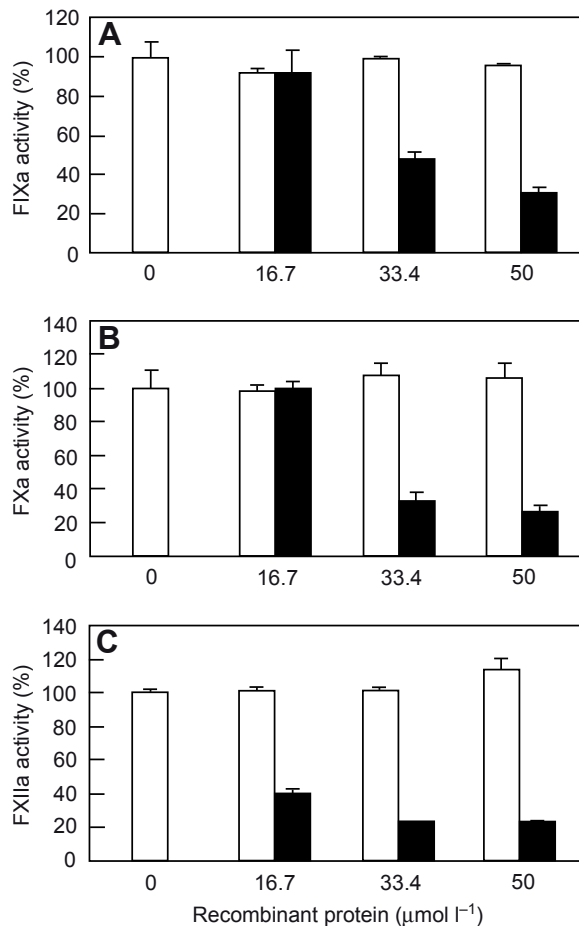 A
FIXa activity (%)
120
100
80
60
40
20
0
0 16.7 33.4 50
B
FXa activity (%)
140
120
100
80
60
40
20
0
0 16.7 33.4 50
C
FXIIa activity (%)
140
120
100
80
60
40
20
0
0 16.7 33.4 50
Recombinant protein (μmol l⁻¹)